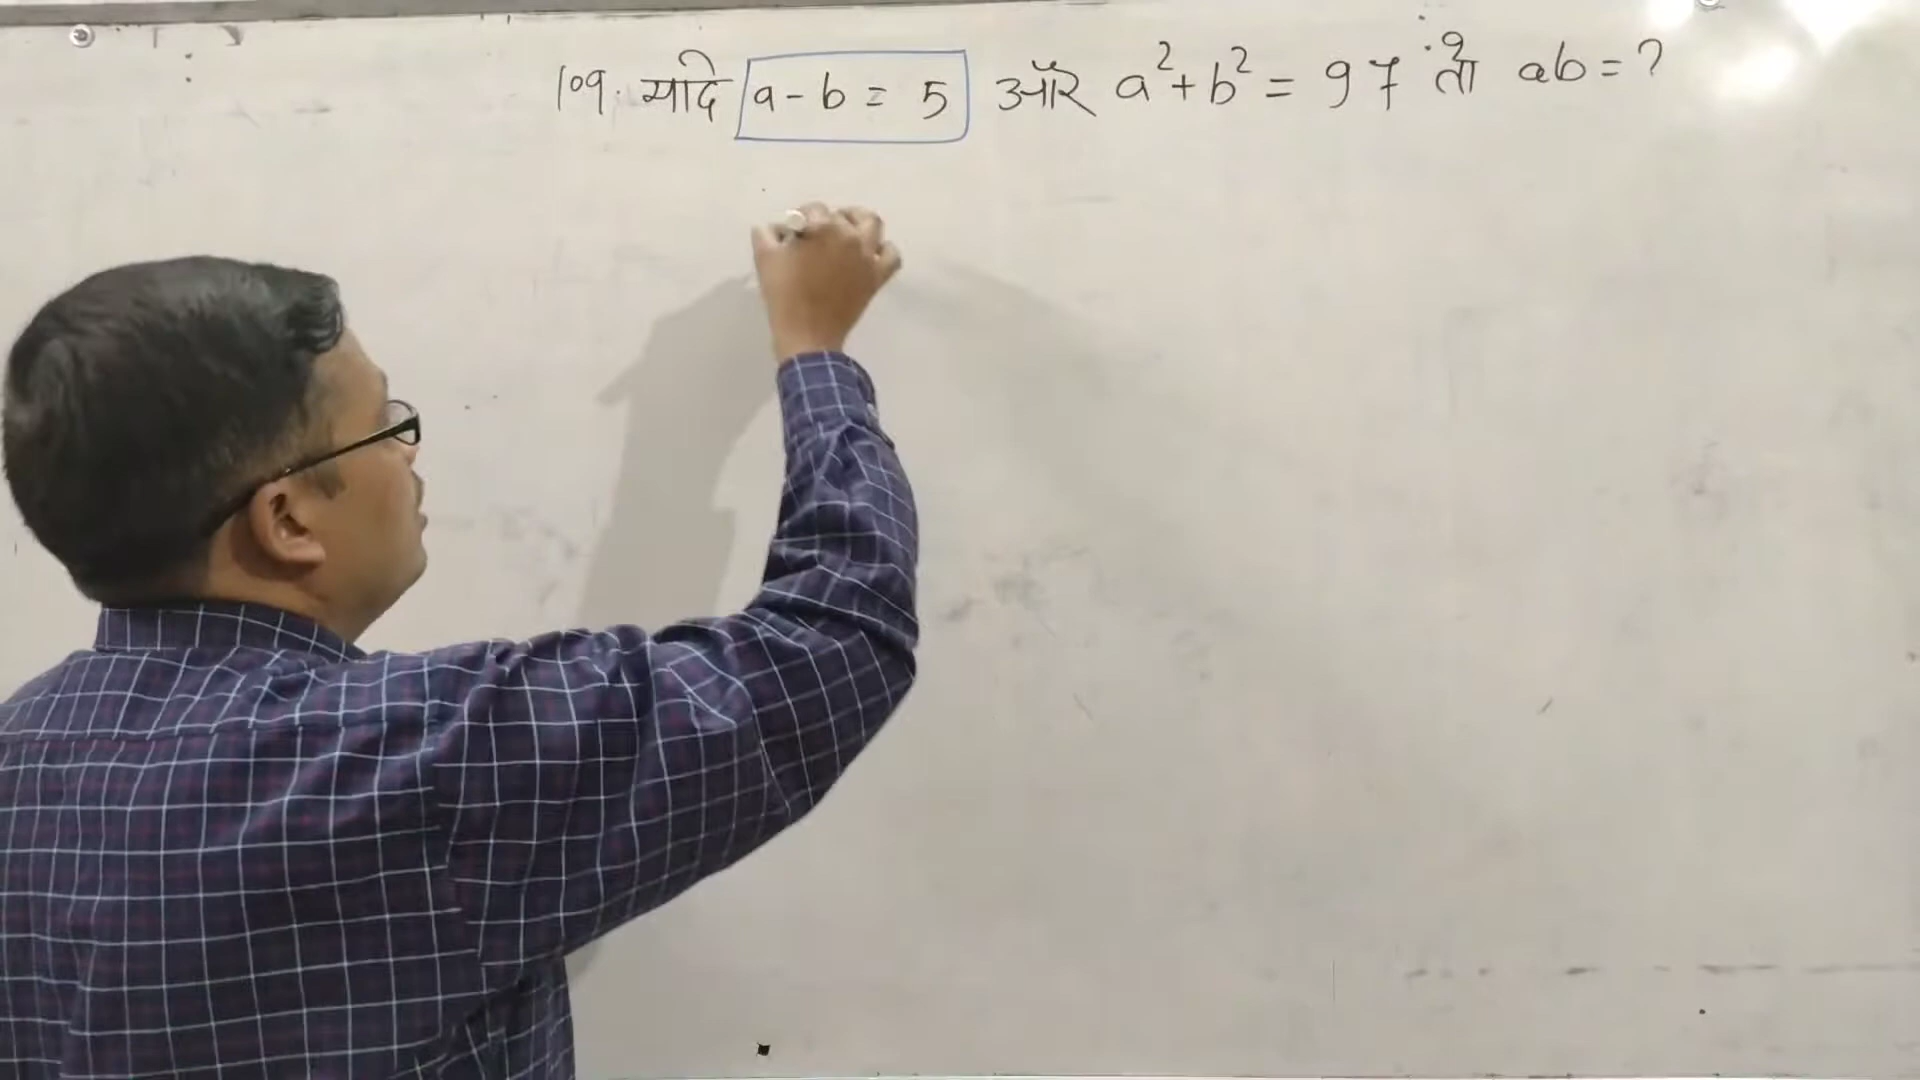 109. यदि a - b = 5 और a² + b² = 97 तो ab = ?